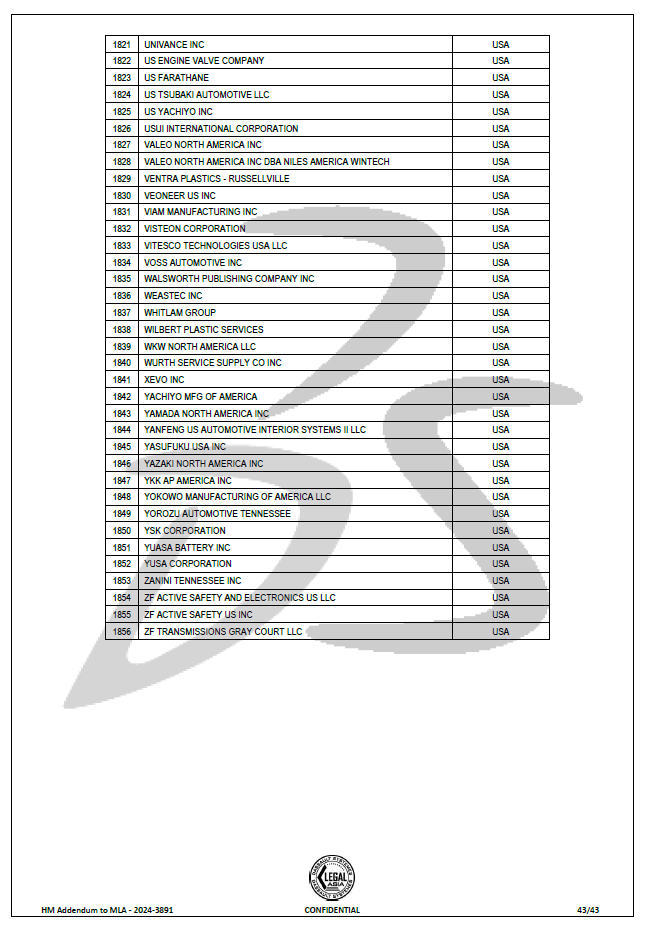 1821 UNIVANCE INC USA
1822 US ENGINE VALVE COMPANY USA
1823 US FARATHANE USA
1824 US TSUBAKI AUTOMOTIVE LLC USA
1825 US YACHIYO INC USA
1826 USUI INTERNATIONAL CORPORATION USA
1827 VALEO NORTH AMERICA INC USA
1828 VALEO NORTH AMERICA INC DBA NILES AMERICA WINTECH USA
1829 VENTRA PLASTICS - RUSSELLVILLE USA
1830 VEONEER US INC USA
1831 VIAM MANUFACTURING INC USA
1832 VISTEON CORPORATION USA
1833 VITESCO TECHNOLOGIES USA LLC USA
1834 VOSS AUTOMOTIVE INC USA
1835 WALSWORTH PUBLISHING COMPANY INC USA
1836 WEASTEC INC USA
1837 WHITLAM GROUP USA
1838 WILBERT PLASTIC SERVICES USA
1839 WKW NORTH AMERICA LLC USA
1840 WURTH SERVICE SUPPLY CO INC USA
1841 XEVO INC USA
1842 YACHIYO MFG OF AMERICA USA
1843 YAMADA NORTH AMERICA INC USA
1844 YANFENG US AUTOMOTIVE INTERIOR SYSTEMS II LLC USA
1845 YASUFUKU USA INC USA
1846 YAZAKI NORTH AMERICA INC USA
1847 YKK AP AMERICA INC USA
1848 YOKOWO MANUFACTURING OF AMERICA LLC USA
1849 YOROZU AUTOMOTIVE TENNESSEE USA
1850 YSK CORPORATION USA
1851 YUASA BATTERY INC USA
1852 YUSA CORPORATION USA
1853 ZANINI TENNESSEE INC USA
1854 ZF ACTIVE SAFETY AND ELECTRONICS US LLC USA
1855 ZF ACTIVE SAFETY US INC USA
1856 ZF TRANSMISSIONS GRAY COURT LLC USA
DASSAULT SYSTEMES
LEGAL
ASIA
DASSAULT SYSTEMES
HM Addendum to MLA - 2024-3891 CONFIDENTIAL 43/43